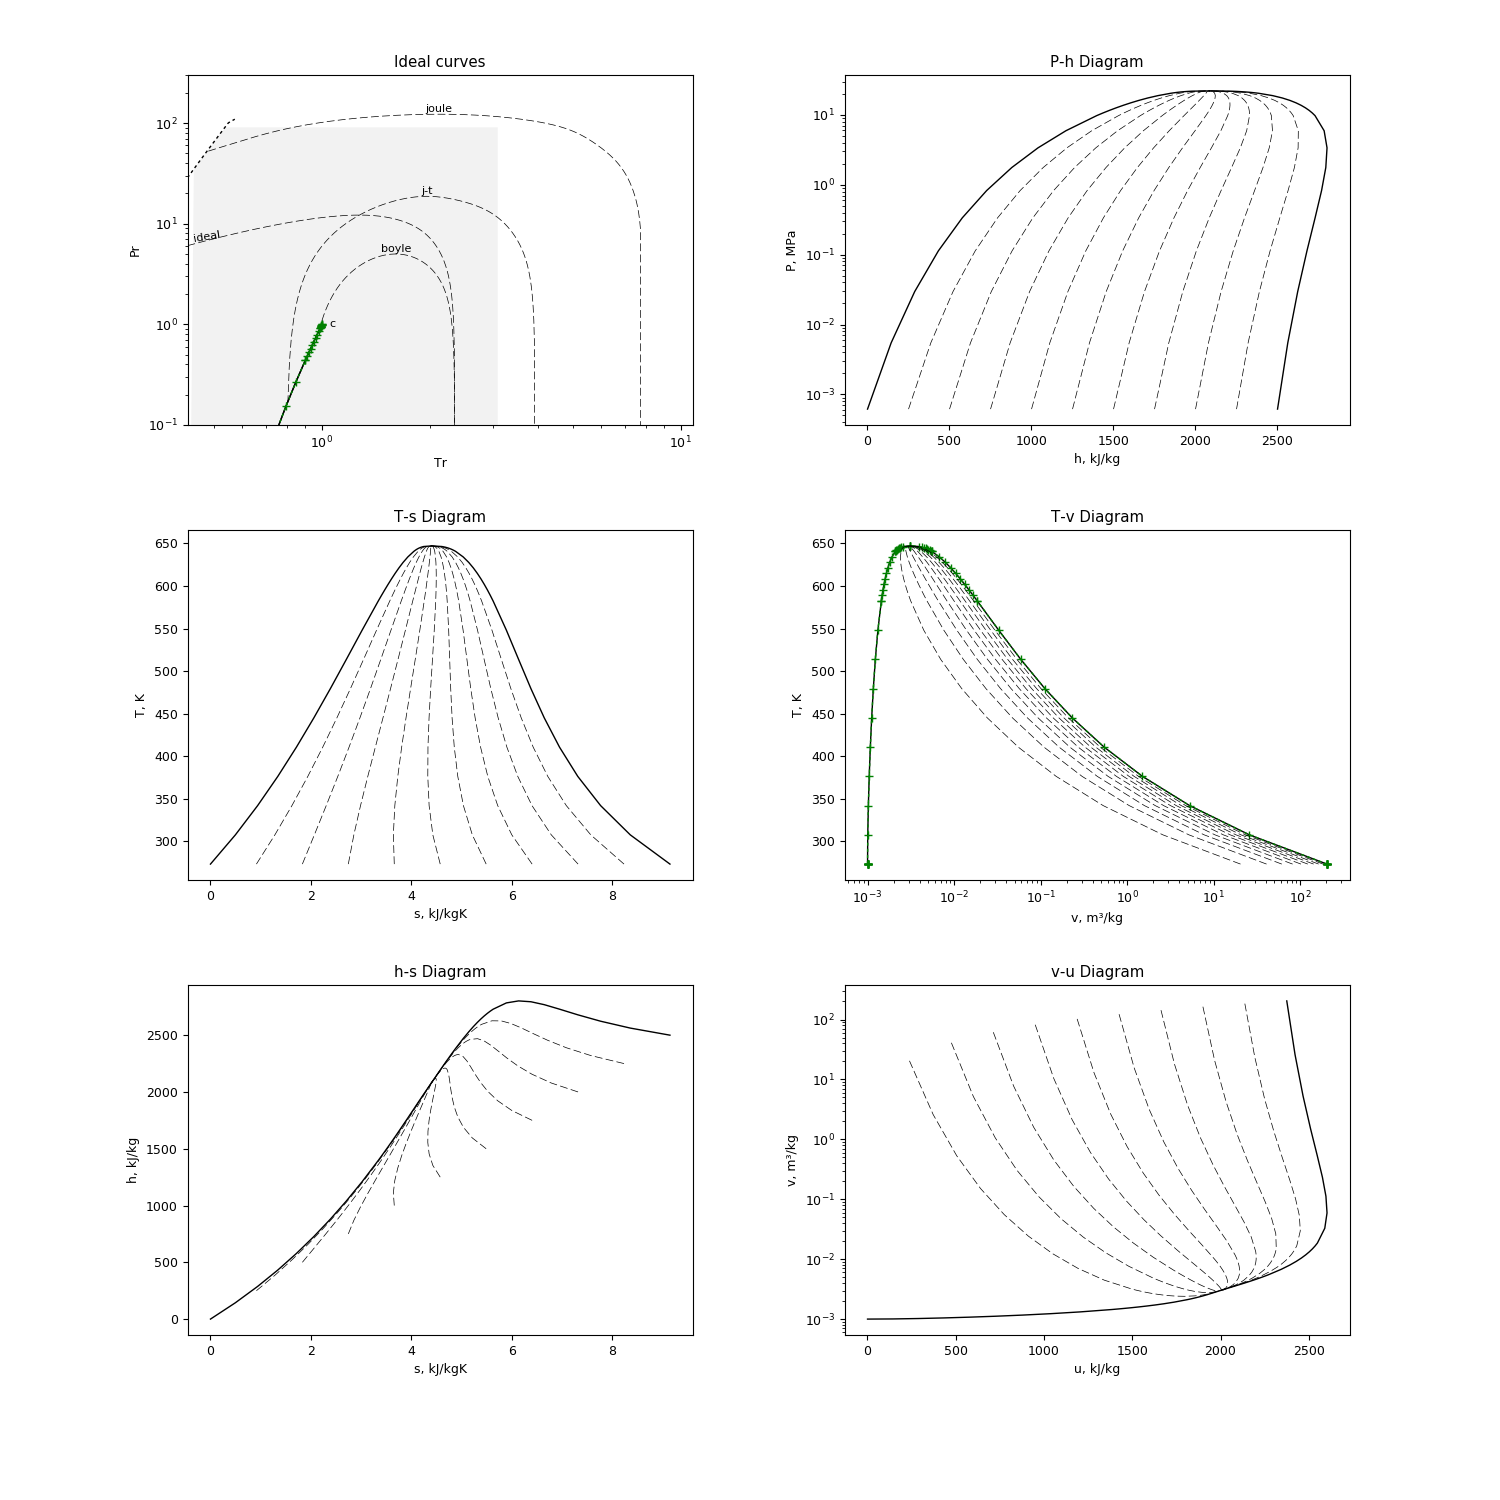 Ideal curves
Pr
10²
10¹
10⁰
10⁻¹
joule
j-t
ideal
boyle
c
10⁰
10¹
Tr
P-h Diagram
P, MPa
10¹
10⁰
10⁻¹
10⁻²
10⁻³
0
500
1000
1500
2000
2500
h, kJ/kg
T-s Diagram
T, K
650
600
550
500
450
400
350
300
0
2
4
6
8
s, kJ/kgK
T-v Diagram
T, K
650
600
550
500
450
400
350
300
10⁻³
10⁻²
10⁻¹
10⁰
10¹
10²
v, m³/kg
h-s Diagram
h, kJ/kg
2500
2000
1500
1000
500
0
0
2
4
6
8
s, kJ/kgK
v-u Diagram
v, m³/kg
10²
10¹
10⁰
10⁻¹
10⁻²
10⁻³
0
500
1000
1500
2000
2500
u, kJ/kg